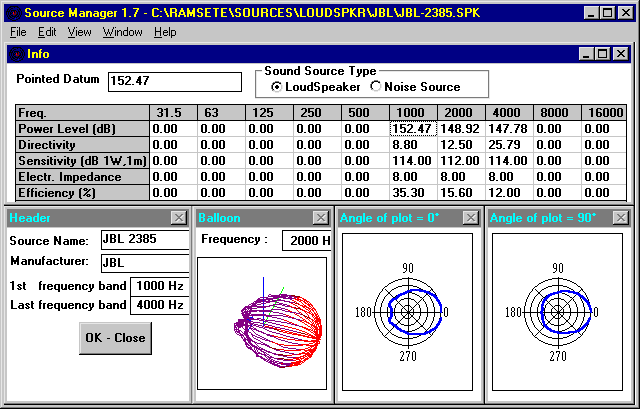 Source Manager 1.7 - C:\RAMSETE\SOURCES\LOUDSPKR\JBL\JBL-2385.SPK
File Edit View Window Help
Info
Pointed Datum 152.47
Sound Source Type
LoudSpeaker Noise Source
Freq. 31.5 63 125 250 500 1000 2000 4000 8000 16000
Power Level (dB) 0.00 0.00 0.00 0.00 0.00 152.47 148.92 147.78 0.00 0.00
Directivity 0.00 0.00 0.00 0.00 0.00 8.80 12.50 25.79 0.00 0.00
Sensitivity (dB 1W,1m) 0.00 0.00 0.00 0.00 0.00 114.00 112.00 114.00 0.00 0.00
Electr. Impedance 0.00 0.00 0.00 0.00 0.00 8.00 8.00 8.00 0.00 0.00
Efficiency (%) 0.00 0.00 0.00 0.00 0.00 35.30 15.60 12.00 0.00 0.00
Header
Source Name: JBL 2385
Manufacturer: JBL
1st frequency band 1000 Hz
Last frequency band 4000 Hz
OK - Close
Balloon
Frequency : 2000 H
Angle of plot = 0°
90
180 0
270
Angle of plot = 90°
90
180 0
270